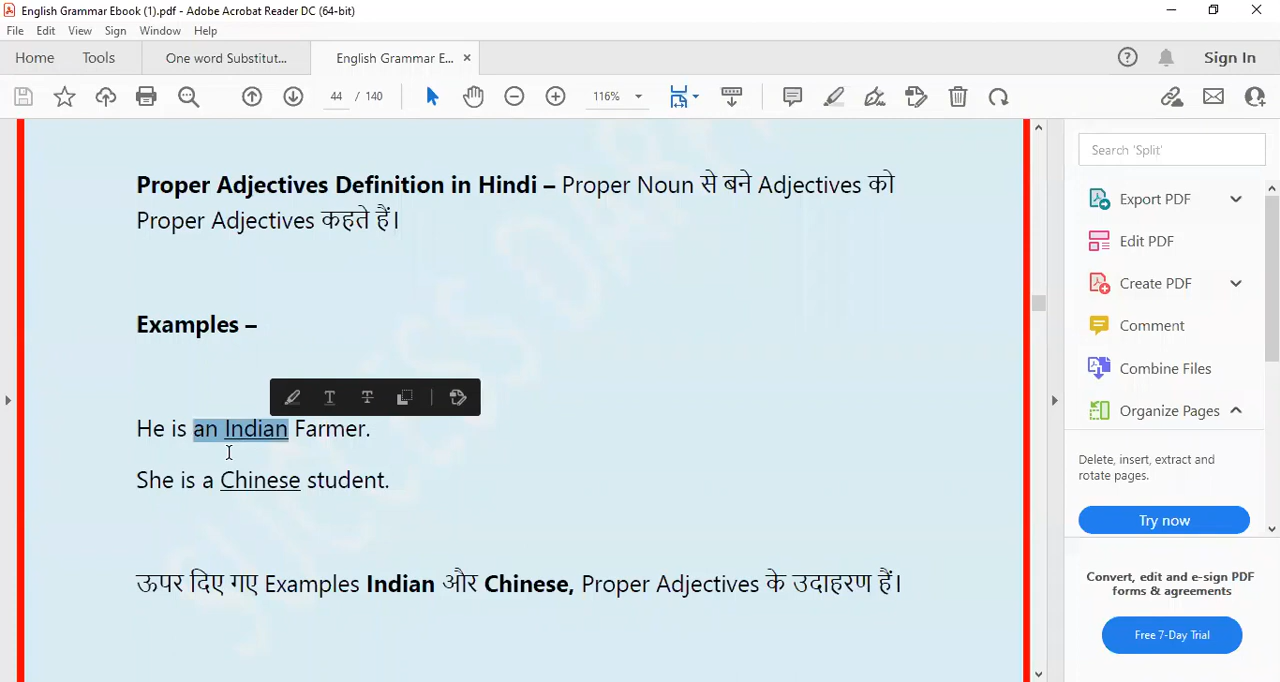 English Grammar Ebook (1).pdf - Adobe Acrobat Reader DC (64-bit)
File Edit View Sign Window Help
Home Tools One word Substitut... English Grammar E... × Sign In
44 / 140 116%
Proper Adjectives Definition in Hindi – Proper Noun से बने Adjectives को
Proper Adjectives कहते हैं।
Examples –
He is an Indian Farmer.
She is a Chinese student.
ऊपर दिए गए Examples Indian और Chinese, Proper Adjectives के उदाहरण हैं।
Search 'Split'
Export PDF
Edit PDF
Create PDF
Comment
Combine Files
Organize Pages
Delete, insert, extract and
rotate pages.
Try now
Convert, edit and e-sign PDF
forms & agreements
Free 7-Day Trial